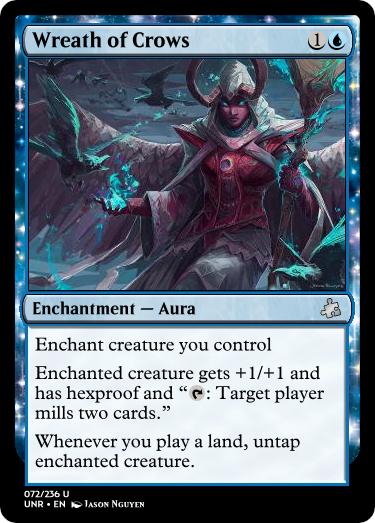 Wreath of Crows 1
Enchantment — Aura
Enchant creature you control
Enchanted creature gets +1/+1 and
has hexproof and “: Target player
mills two cards.”
Whenever you play a land, untap
enchanted creature.
072/236 U
UNR • EN Jason Nguyen